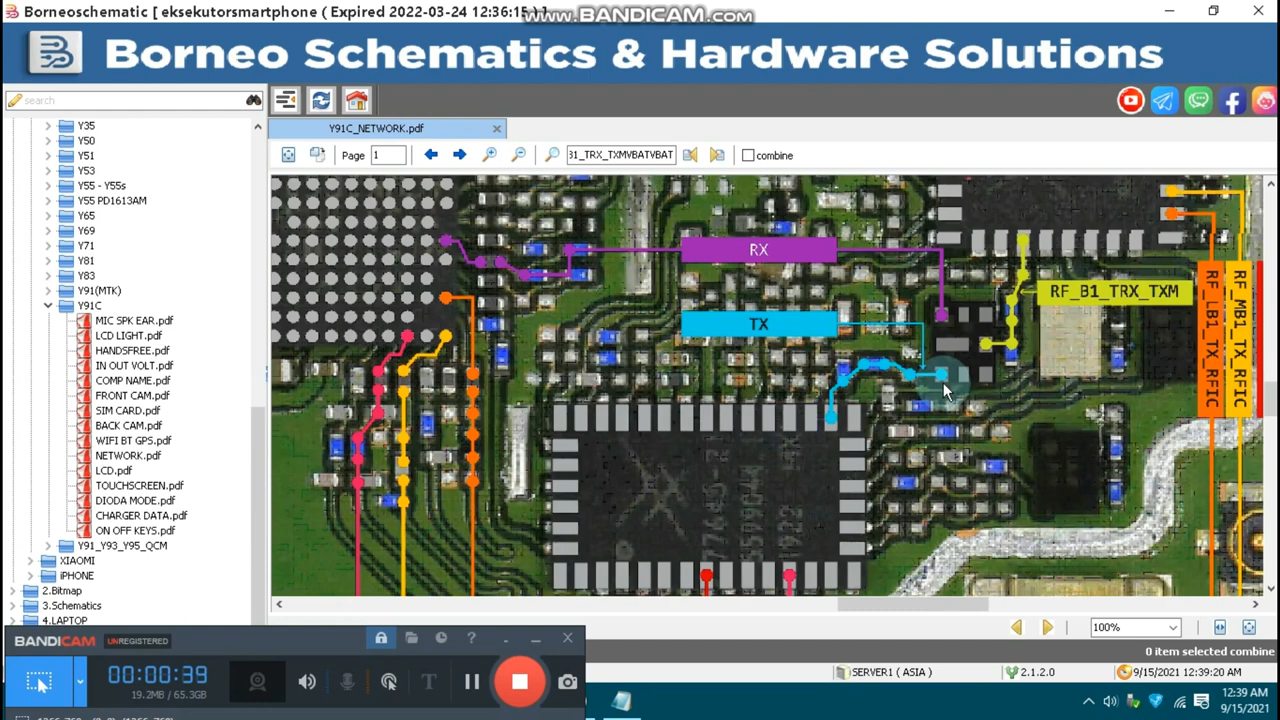 Borneoschematic [ eksekutorsmartphone ( Expired 2022-03-24 12:36:15 ) ]
www.BANDICAM.com
Borneo Schematics & Hardware Solutions
search
Y91C_NETWORK.pdf
Page 1
B1_TRX_TXMVBATVBAT
combine
Y35
Y50
Y51
Y53
Y55 - Y55s
Y55 PD1613AM
Y65
Y69
Y71
Y81
Y83
Y91(MTK)
Y91C
MIC SPK EAR.pdf
LCD LIGHT.pdf
HANDSFREE.pdf
IN OUT VOLT.pdf
COMP NAME.pdf
FRONT CAM.pdf
SIM CARD.pdf
BACK CAM.pdf
WIFI BT GPS.pdf
NETWORK.pdf
LCD.pdf
TOUCHSCREEN.pdf
DIODA MODE.pdf
CHARGER DATA.pdf
ON OFF KEYS.pdf
Y91_Y93_Y95_QCM
XIAOMI
iPHONE
2.Bitmap
3.Schematics
4.LAPTOP
RX
TX
RF_B1_TRX_TXM
RF_LB1_TX_RFIC
RF_MB1_TX_RFIC
100%
0 item selected combine
BANDICAM UNREGISTERED
00:00:39
19.2MB / 65.3GB
SERVER1 ( ASIA )
2.1.2.0
9/15/2021 12:39:20 AM
12:39 AM
9/15/2021